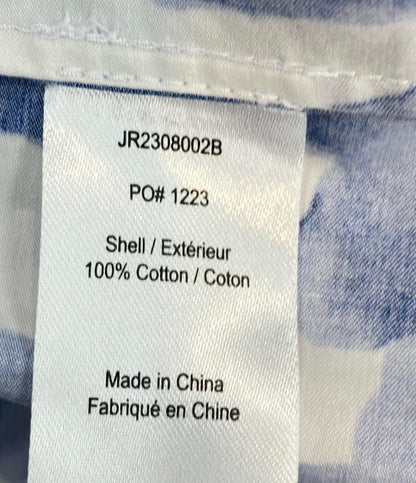 JR2308002B
PO# 1223
Shell / Extérieur
100% Cotton / Coton
Made in China
Fabriqué en Chine